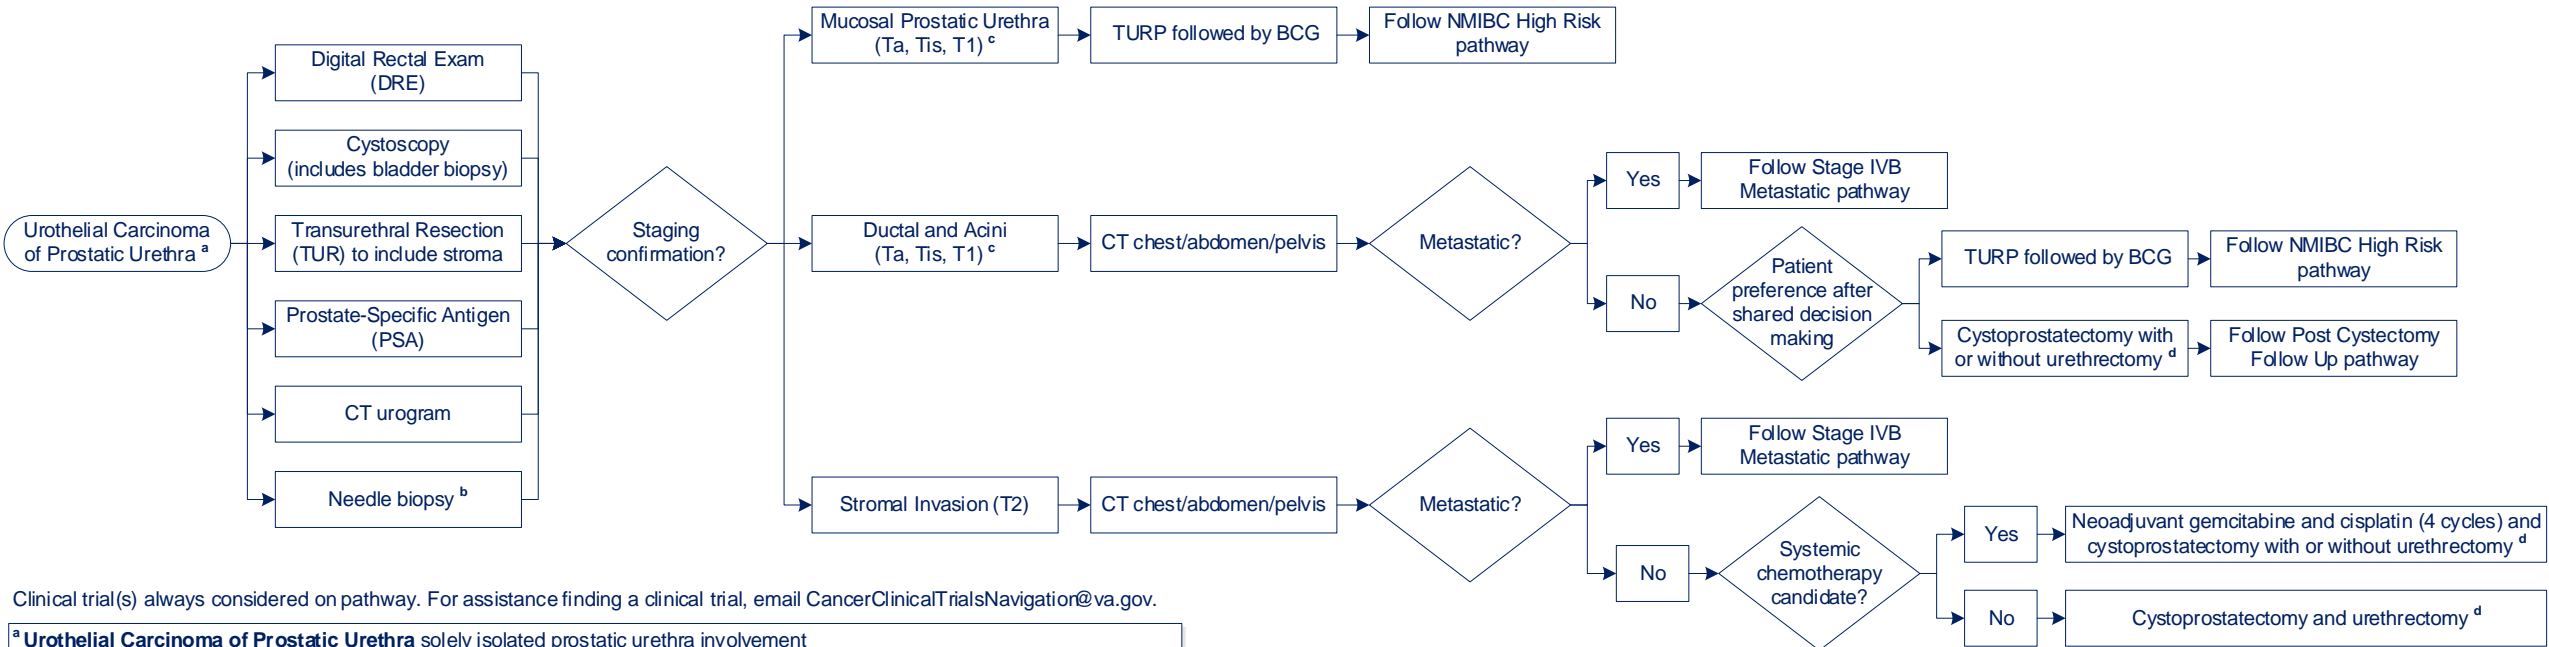 Urothelial Carcinoma
of Prostatic Urethra a
Digital Rectal Exam
(DRE)
Cystoscopy
(includes bladder biopsy)
Transurethral Resection
(TUR) to include stroma
Prostate-Specific Antigen
(PSA)
CT urogram
Needle biopsy b
Staging
confirmation?
Mucosal Prostatic Urethra
(Ta, Tis, T1) c
TURP followed by BCG
Follow NMIBC High Risk
pathway
Ductal and Acini
(Ta, Tis, T1) c
CT chest/abdomen/pelvis
Metastatic?
Yes
Follow Stage IVB
Metastatic pathway
No
Patient
preference after
shared decision
making
TURP followed by BCG
Follow NMIBC High Risk
pathway
Cystoprostatectomy with
or without urethrectomy d
Follow Post Cystectomy
Follow Up pathway
Stromal Invasion (T2)
CT chest/abdomen/pelvis
Metastatic?
Yes
Follow Stage IVB
Metastatic pathway
No
Systemic
chemotherapy
candidate?
Yes
Neoadjuvant gemcitabine and cisplatin (4 cycles) and
cystoprostatectomy with or without urethrectomy d
No
Cystoprostatectomy and urethrectomy d
Clinical trial(s) always considered on pathway. For assistance finding a clinical trial, email CancerClinicalTrialsNavigation@va.gov.
a Urothelial Carcinoma of Prostatic Urethra solely isolated prostatic urethra involvement